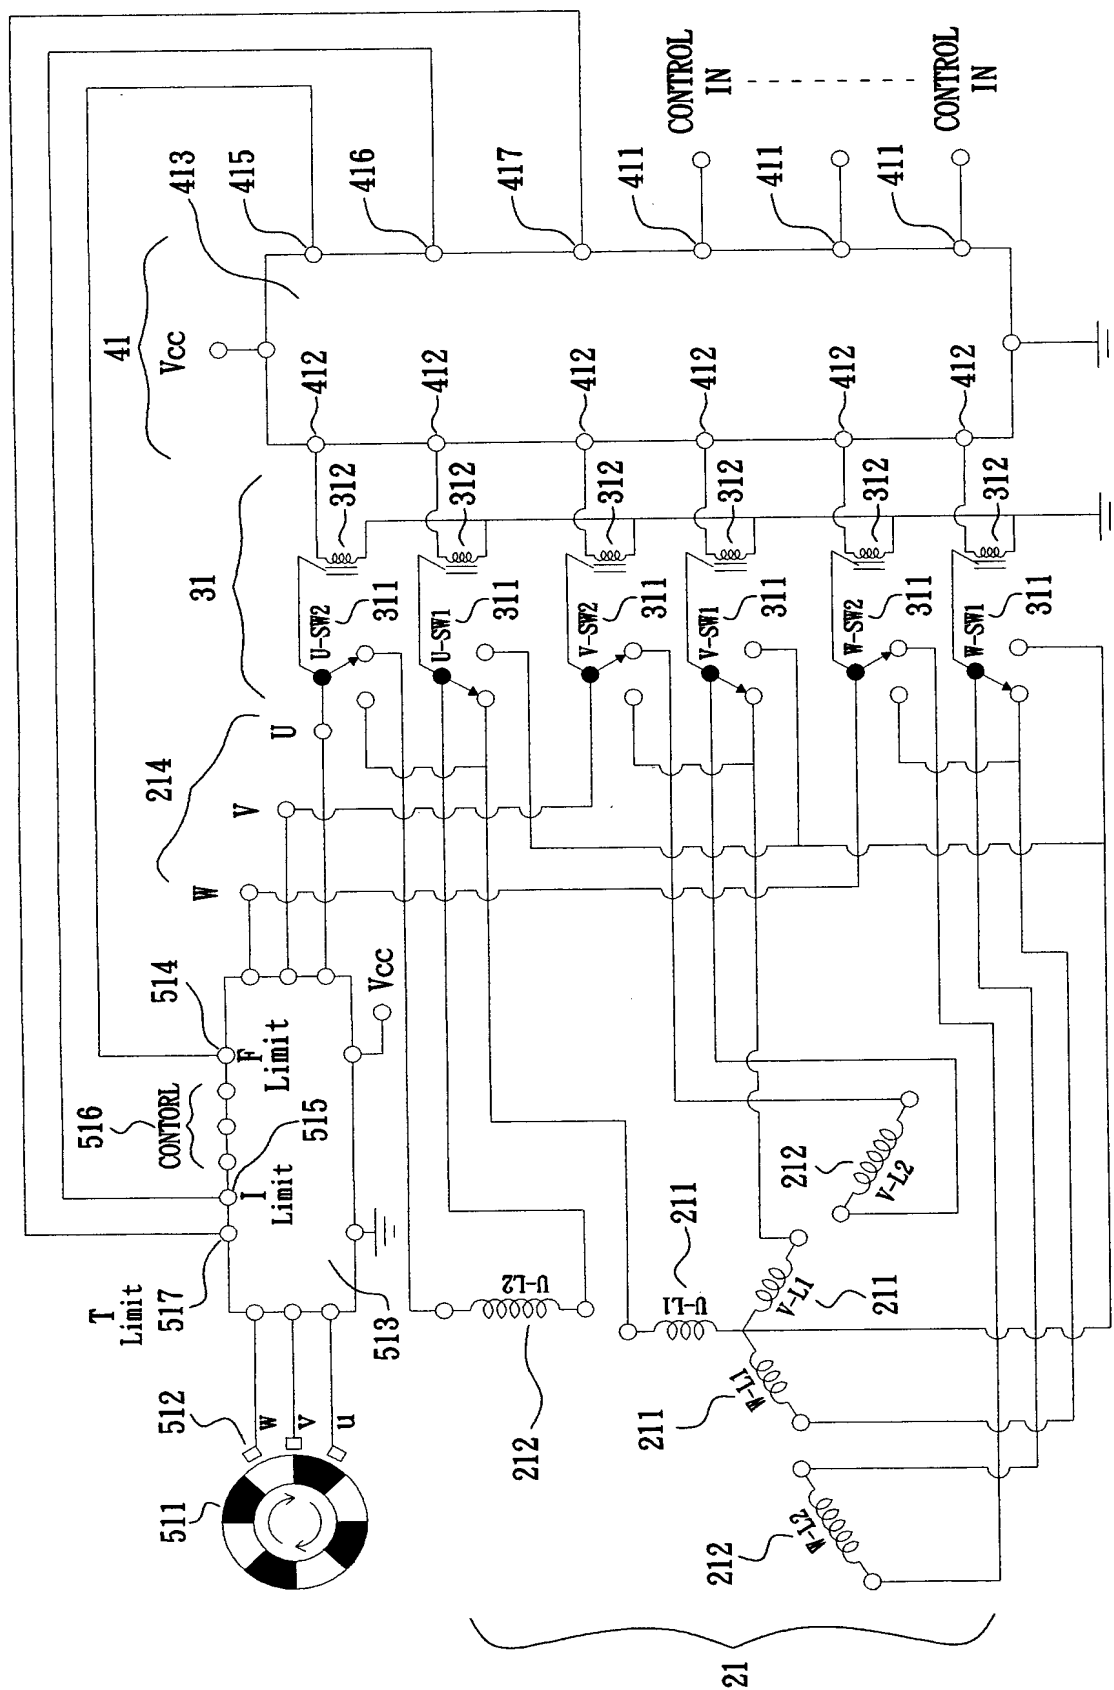 41
413
415
416
417
411
411
411
CONTROL
IN
CONTROL
IN
Vcc
412
412
412
412
412
412
31
312
312
312
312
312
312
U-SW2
311
U-SW1
311
V-SW2
311
V-SW1
311
W-SW2
311
W-SW1
311
214
U
V
W
514
516
CONTORL
515
F
Limit
I
Limit
Vcc
T
Limit
517
513
512
511
w
v
u
U-L2
212
U-L1
211
V-L1
211
W-L1
211
V-L2
212
W-L2
212
21